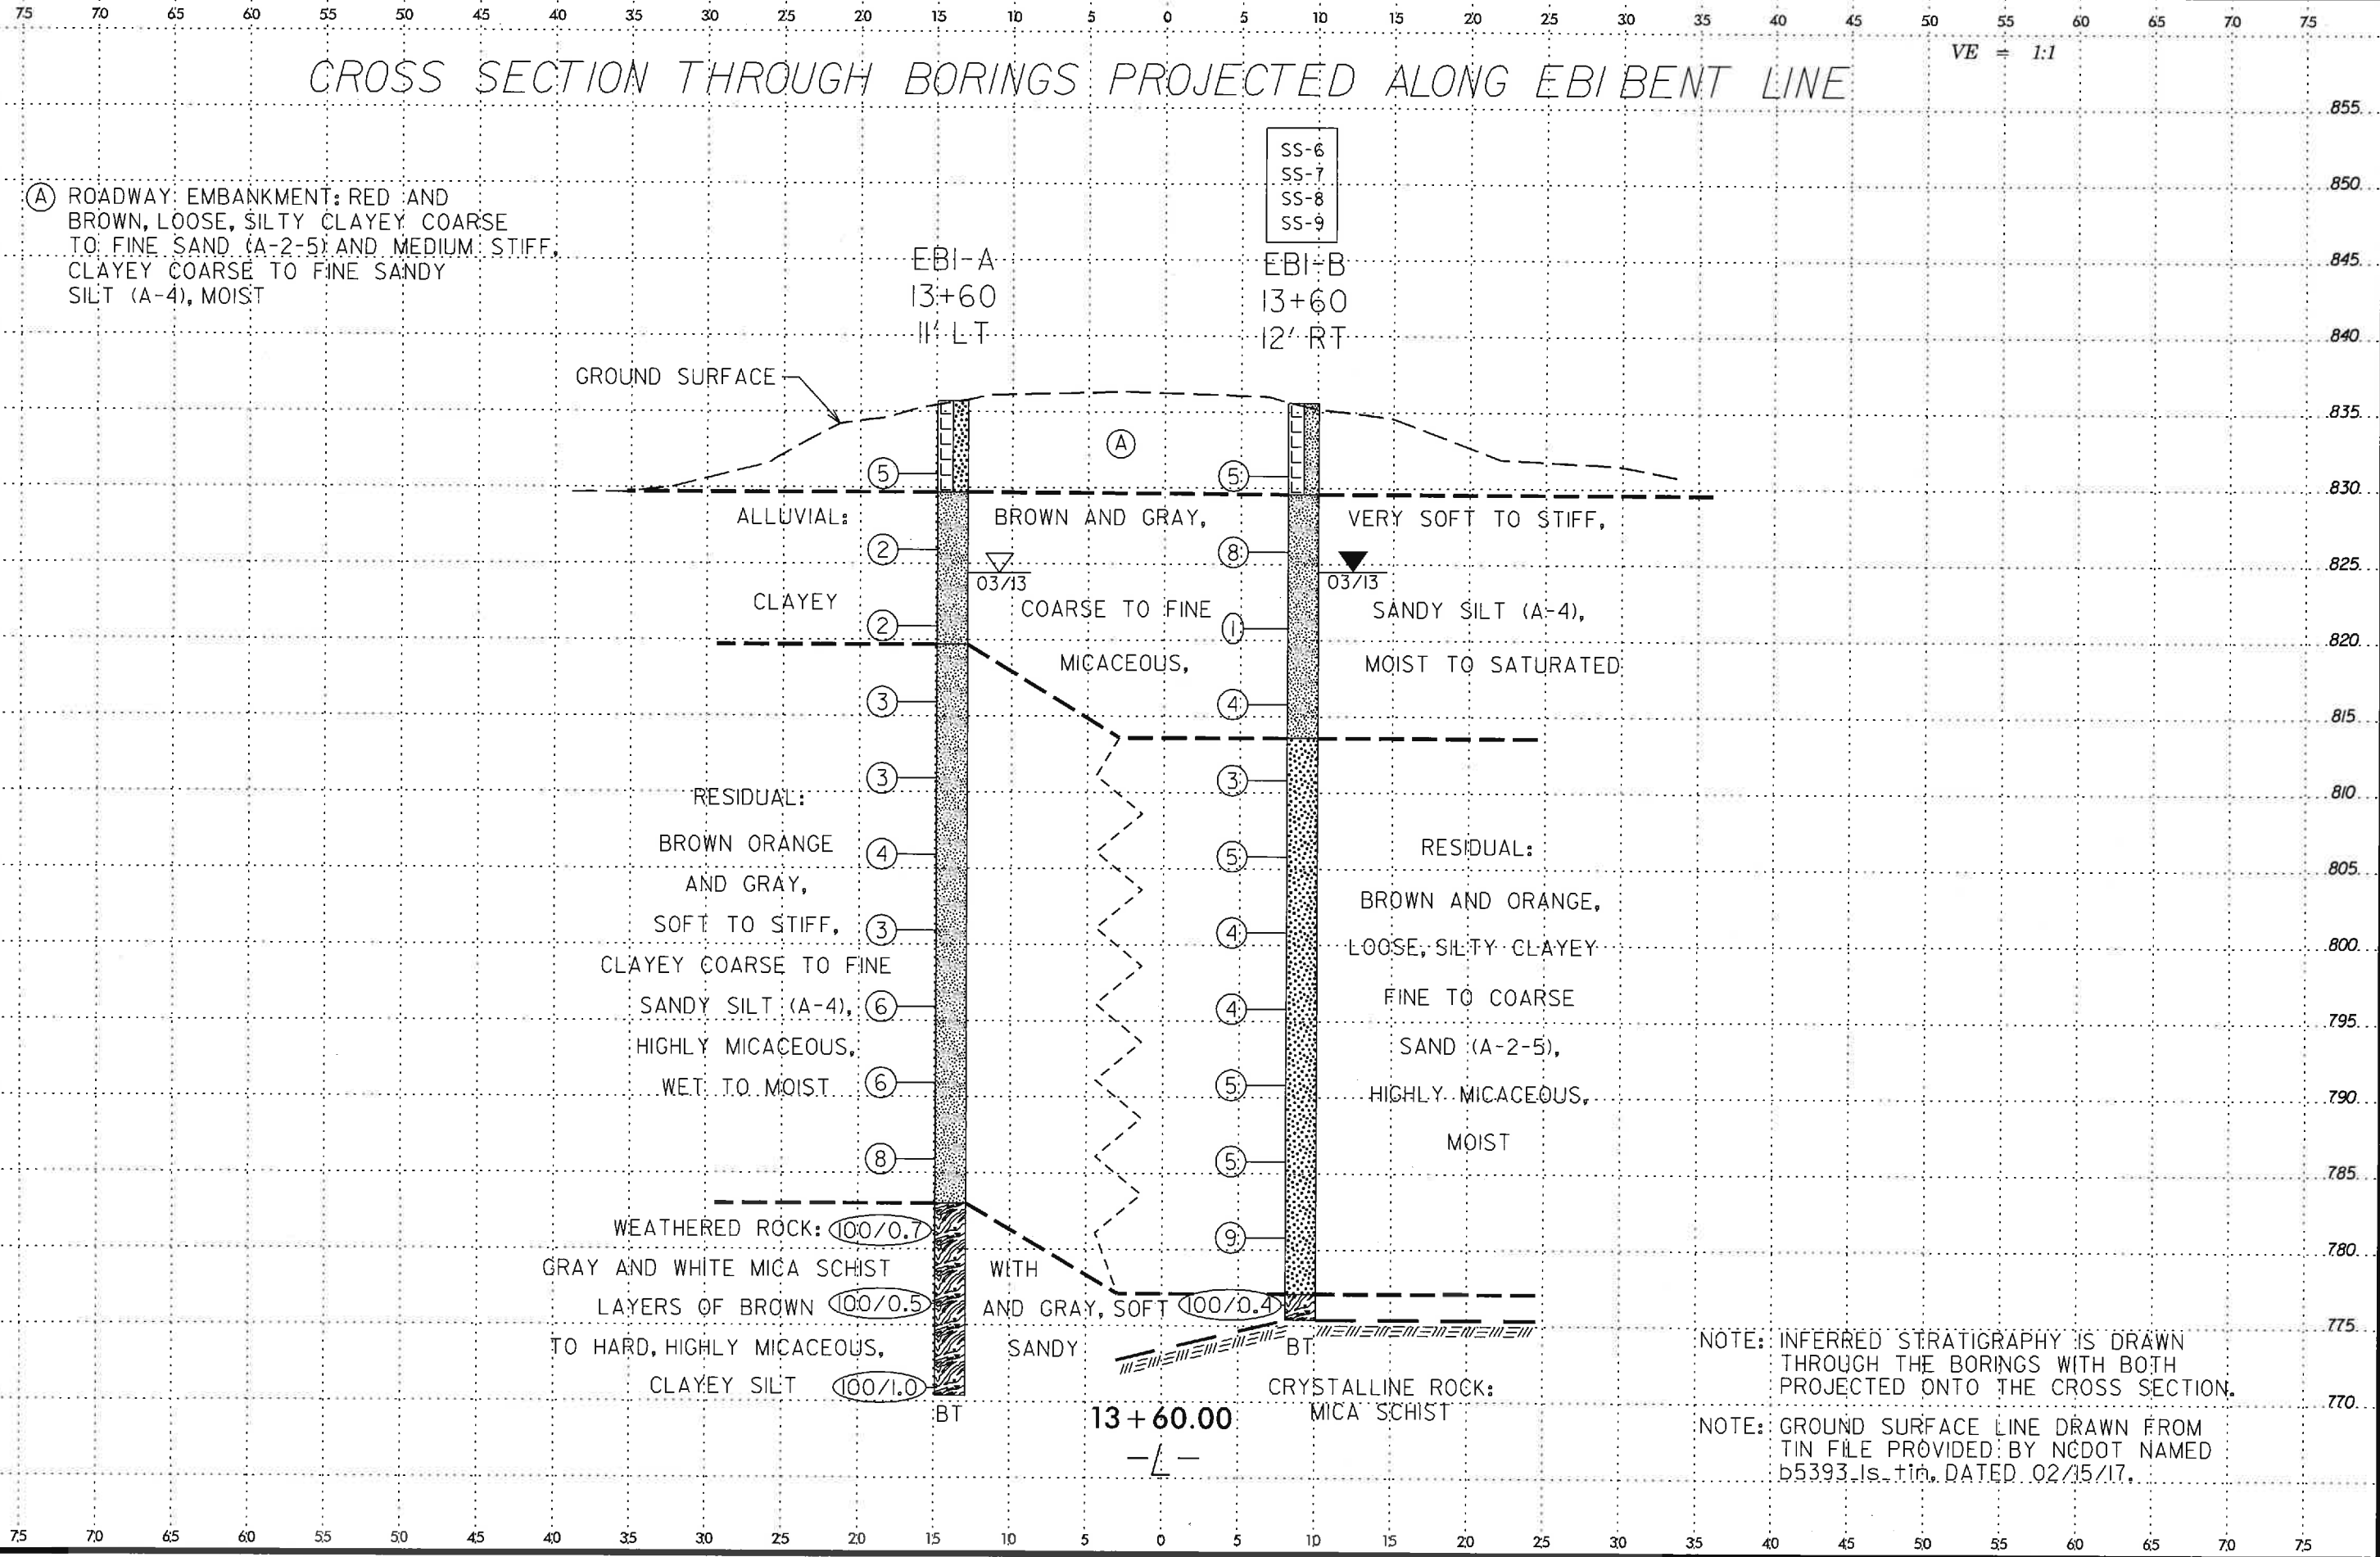 75 70 65 60 55 50 45 40 35 30 25 20 15 10 5 0 5 10 15 20 25 30 35 40 45 50 55 60 65 70 75
VE = 1:1
CROSS SECTION THROUGH BORINGS PROJECTED ALONG EB1 BENT LINE
855
850
845
840
835
830
825
820
815
810
805
800
795
790
785
780
775
770
SS-6
SS-7
SS-8
SS-9
A ROADWAY EMBANKMENT: RED AND
BROWN, LOOSE, SILTY CLAYEY COARSE
TO FINE SAND (A-2-5) AND MEDIUM STIFF,
CLAYEY COARSE TO FINE SANDY
SILT (A-4), MOIST
EB1-A
13+60
11' LT
EB1-B
13+60
12' RT
GROUND SURFACE
A
5 5
ALLUVIAL: BROWN AND GRAY, VERY SOFT TO STIFF,
2 8
03/13 03/13
CLAYEY COARSE TO FINE SANDY SILT (A-4),
2 1
MICACEOUS, MOIST TO SATURATED
3 4
3 3
RESIDUAL:
BROWN ORANGE 4 5
AND GRAY,
SOFT TO STIFF, 3 4
CLAYEY COARSE TO FINE
SANDY SILT (A-4), 6 4
HIGHLY MICACEOUS,
WET TO MOIST 6 5
8 5
9
RESIDUAL:
BROWN AND ORANGE,
LOOSE, SILTY CLAYEY
FINE TO COARSE
SAND (A-2-5),
HIGHLY MICACEOUS,
MOIST
WEATHERED ROCK: 100/0.7
GRAY AND WHITE MICA SCHIST WITH
LAYERS OF BROWN 100/0.5 AND GRAY, SOFT 100/0.4
TO HARD, HIGHLY MICACEOUS, SANDY
CLAYEY SILT 100/1.0
BT
BT
CRYSTALLINE ROCK:
MICA SCHIST
13+60.00
-L-
NOTE: INFERRED STRATIGRAPHY IS DRAWN
THROUGH THE BORINGS WITH BOTH
PROJECTED ONTO THE CROSS SECTION.
NOTE: GROUND SURFACE LINE DRAWN FROM
TIN FILE PROVIDED BY NCDOT NAMED
b5393_ls_tin, DATED 02/15/17.
75 70 65 60 55 50 45 40 35 30 25 20 15 10 5 0 5 10 15 20 25 30 35 40 45 50 55 60 65 70 75